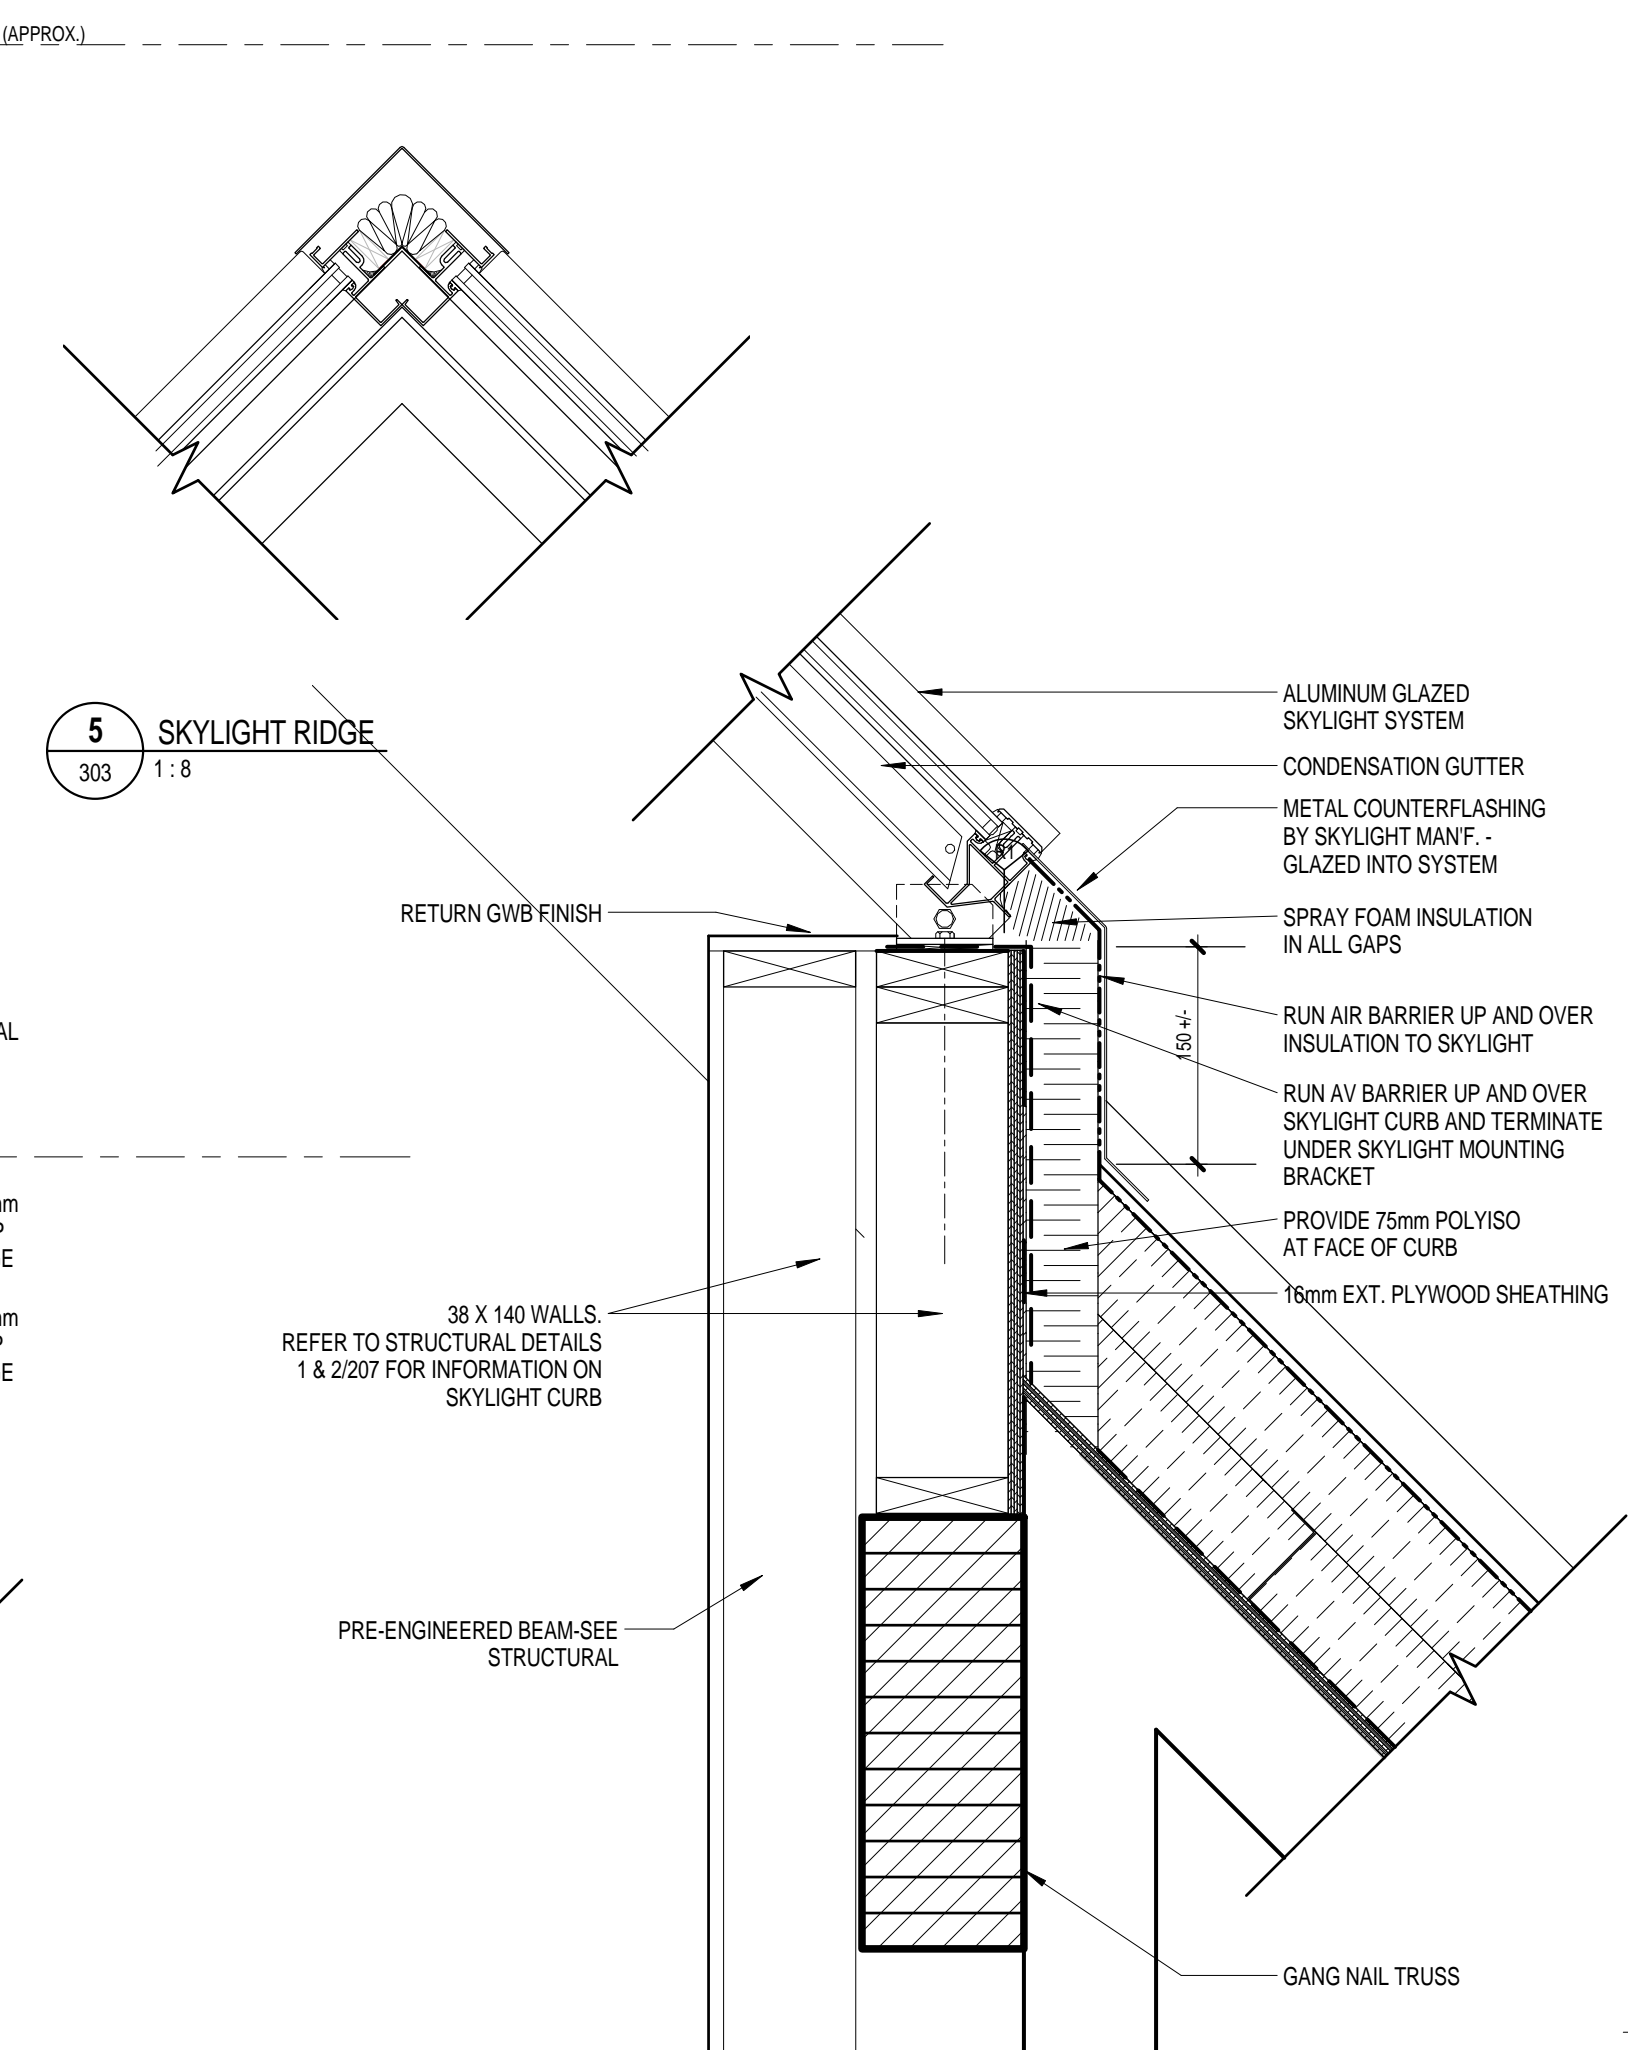 (APPROX.)
5
SKYLIGHT RIDGE
303
1 : 8
ALUMINUM GLAZED
SKYLIGHT SYSTEM
CONDENSATION GUTTER
METAL COUNTERFLASHING
BY SKYLIGHT MAN'F. -
GLAZED INTO SYSTEM
RETURN GWB FINISH
SPRAY FOAM INSULATION
IN ALL GAPS
RUN AIR BARRIER UP AND OVER
INSULATION TO SKYLIGHT
150 +/-
RUN AV BARRIER UP AND OVER
SKYLIGHT CURB AND TERMINATE
UNDER SKYLIGHT MOUNTING
BRACKET
PROVIDE 75mm POLYISO
AT FACE OF CURB
16mm EXT. PLYWOOD SHEATHING
38 X 140 WALLS.
REFER TO STRUCTURAL DETAILS
1 & 2/207 FOR INFORMATION ON
SKYLIGHT CURB
PRE-ENGINEERED BEAM-SEE
STRUCTURAL
GANG NAIL TRUSS